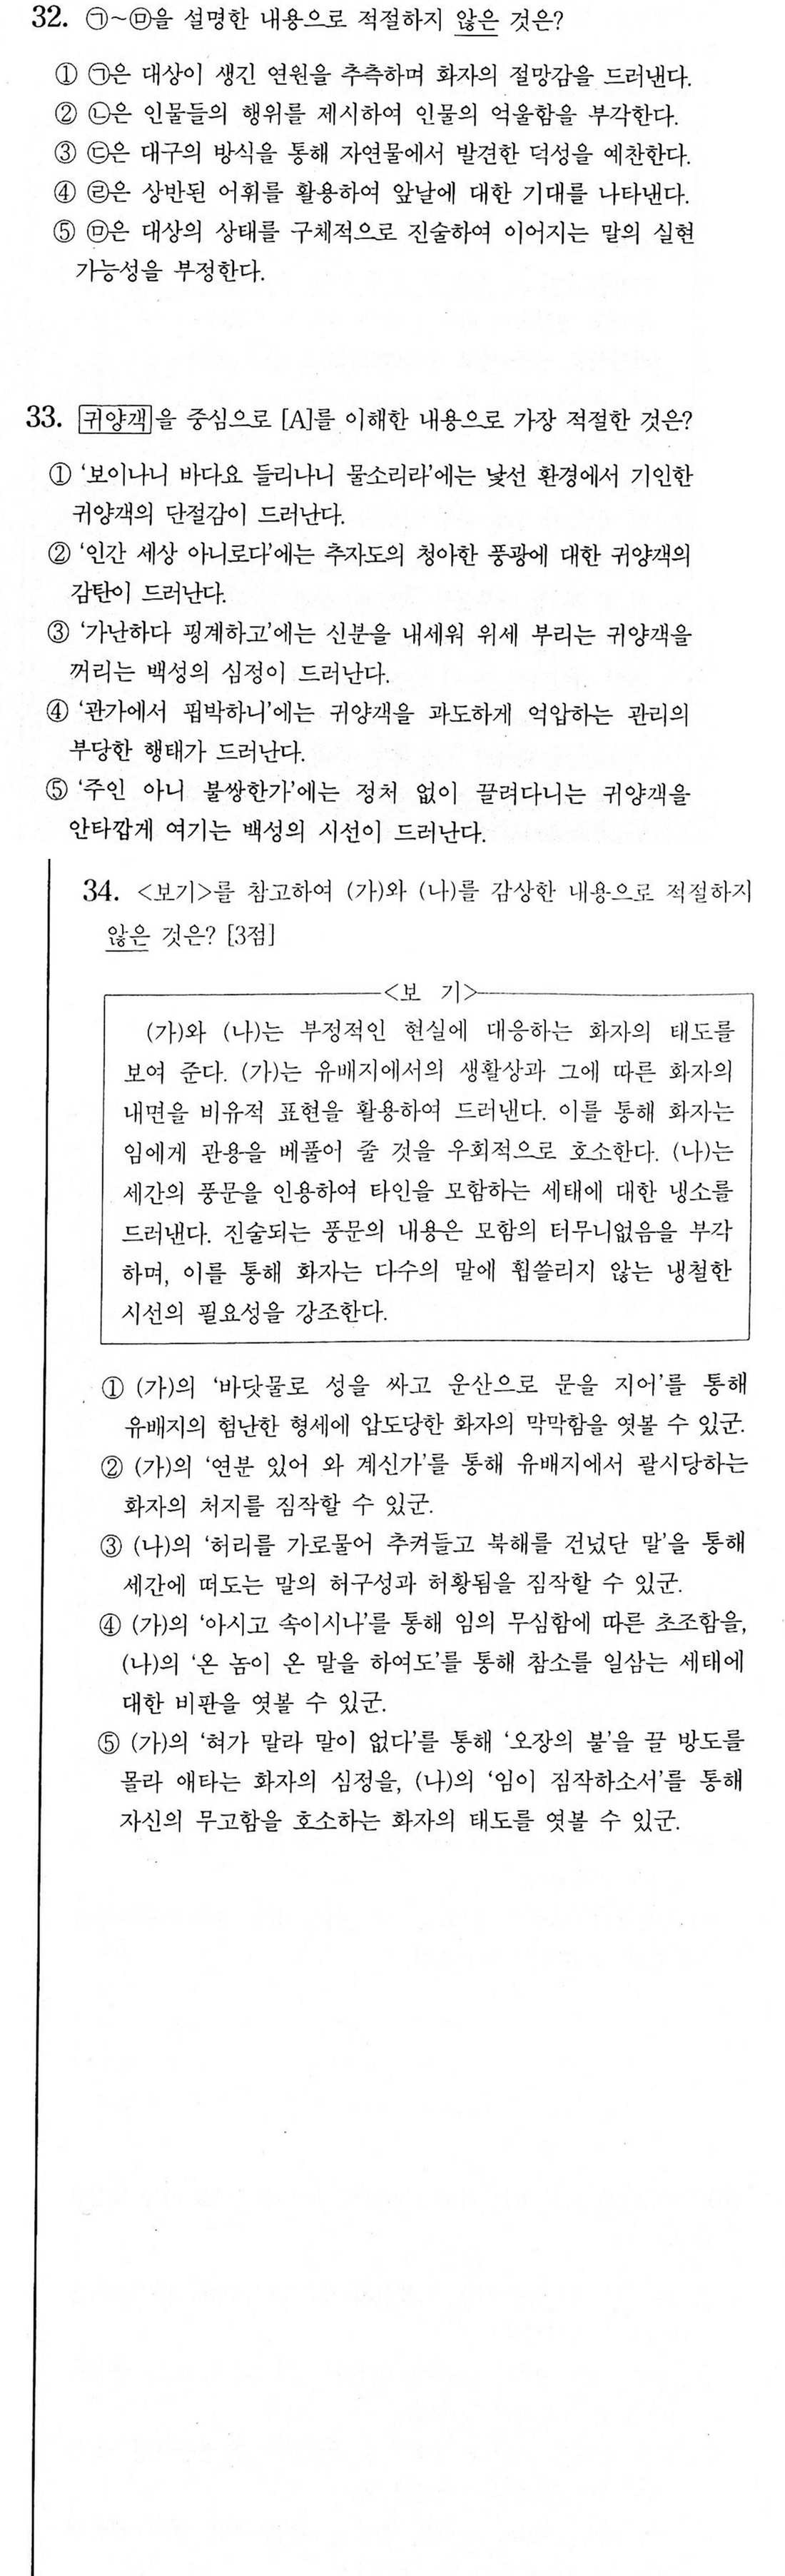 32. ㉠~㉤을 설명한 내용으로 적절하지 않은 것은?
① ㉠은 대상이 생긴 연원을 추측하며 화자의 절망감을 드러낸다.
② ㉡은 인물들의 행위를 제시하여 인물의 억울함을 부각한다.
③ ㉢은 대구의 방식을 통해 자연물에서 발견한 덕성을 예찬한다.
④ ㉣은 상반된 어휘를 활용하여 앞날에 대한 기대를 나타낸다.
⑤ ㉤은 대상의 상태를 구체적으로 진술하여 이어지는 말의 실현
가능성을 부정한다.
33. 귀양객을 중심으로 [A]를 이해한 내용으로 가장 적절한 것은?
① ‘보이나니 바다요 들리나니 물소리라’에는 낯선 환경에서 기인한
귀양객의 단절감이 드러난다.
② ‘인간 세상 아니로다’에는 추자도의 청아한 풍광에 대한 귀양객의
감탄이 드러난다.
③ ‘가난하다 핑계하고’에는 신분을 내세워 위세 부리는 귀양객을
꺼리는 백성의 심정이 드러난다.
④ ‘관가에서 핍박하니’에는 귀양객을 과도하게 억압하는 관리의
부당한 행태가 드러난다.
⑤ ‘주인 아니 불쌍한가’에는 정처 없이 끌려다니는 귀양객을
안타깝게 여기는 백성의 시선이 드러난다.
34. <보기>를 참고하여 (가)와 (나)를 감상한 내용으로 적절하지
않은 것은? [3점]
<보 기>
(가)와 (나)는 부정적인 현실에 대응하는 화자의 태도를
보여 준다. (가)는 유배지에서의 생활상과 그에 따른 화자의
내면을 비유적 표현을 활용하여 드러낸다. 이를 통해 화자는
임에게 관용을 베풀어 줄 것을 우회적으로 호소한다. (나)는
세간의 풍문을 인용하여 타인을 모함하는 세태에 대한 냉소를
드러낸다. 진술되는 풍문의 내용은 모함의 터무니없음을 부각
하며, 이를 통해 화자는 다수의 말에 휩쓸리지 않는 냉철한
시선의 필요성을 강조한다.
① (가)의 ‘바닷물로 성을 싸고 운산으로 문을 지어’를 통해
유배지의 험난한 형세에 압도당한 화자의 막막함을 엿볼 수 있군.
② (가)의 ‘연분 있어 와 계신가’를 통해 유배지에서 괄시당하는
화자의 처지를 짐작할 수 있군.
③ (나)의 ‘허리를 가로물어 추켜들고 북해를 건넜단 말’을 통해
세간에 떠도는 말의 허구성과 허황됨을 짐작할 수 있군.
④ (가)의 ‘아시고 속이시나’를 통해 임의 무심함에 따른 초조함을,
(나)의 ‘온 놈이 온 말을 하여도’를 통해 참소를 일삼는 세태에
대한 비판을 엿볼 수 있군.
⑤ (가)의 ‘혀가 말라 말이 없다’를 통해 ‘오장의 불’을 끌 방도를
몰라 애타는 화자의 심정을, (나)의 ‘임이 짐작하소서’를 통해
자신의 무고함을 호소하는 화자의 태도를 엿볼 수 있군.